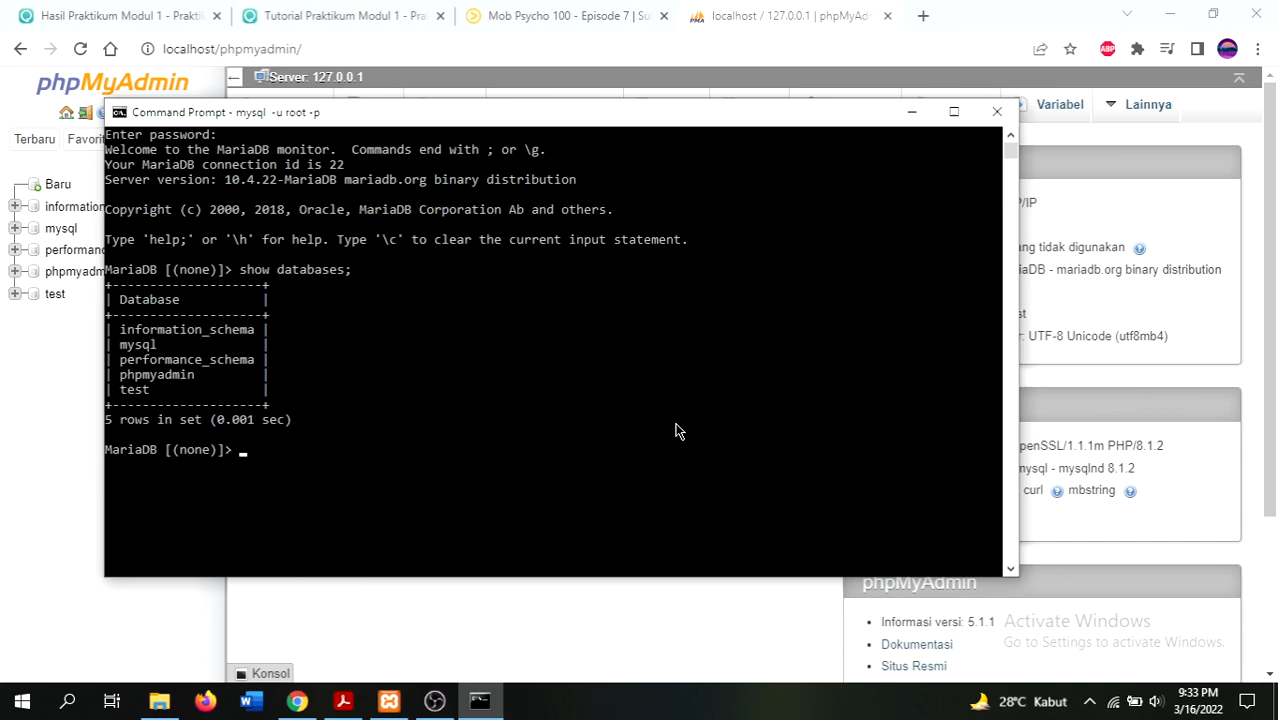 Hasil Praktikum Modul 1 - Prakti
Tutorial Praktikum Modul 1 - Pra
Mob Psycho 100 - Episode 7 | Su
localhost / 127.0.0.1 | phpMyAd
localhost/phpmyadmin/
ABP
phpMyAdmin
Server: 127.0.0.1
Terbaru
Favori
Variabel
Lainnya
Baru
information
mysql
performance
phpmyadm
test
Command Prompt - mysql -u root -p
Enter password:
Welcome to the MariaDB monitor.  Commands end with ; or \g.
Your MariaDB connection id is 22
Server version: 10.4.22-MariaDB mariadb.org binary distribution
Copyright (c) 2000, 2018, Oracle, MariaDB Corporation Ab and others.
Type 'help;' or '\h' for help. Type '\c' to clear the current input statement.
MariaDB [(none)]> show databases;
+--------------------+
| Database           |
+--------------------+
| information_schema |
| mysql              |
| performance_schema |
| phpmyadmin         |
| test               |
+--------------------+
5 rows in set (0.001 sec)
MariaDB [(none)]> _
P/IP
ang tidak digunakan
ariaDB - mariadb.org binary distribution
st
r: UTF-8 Unicode (utf8mb4)
penSSL/1.1.1m PHP/8.1.2
mysql - mysqlnd 8.1.2
curl mbstring
phpMyAdmin
Informasi versi: 5.1.1
Dokumentasi
Situs Resmi
Activate Windows
Go to Settings to activate Windows.
Konsol
28°C Kabut
9:33 PM
3/16/2022